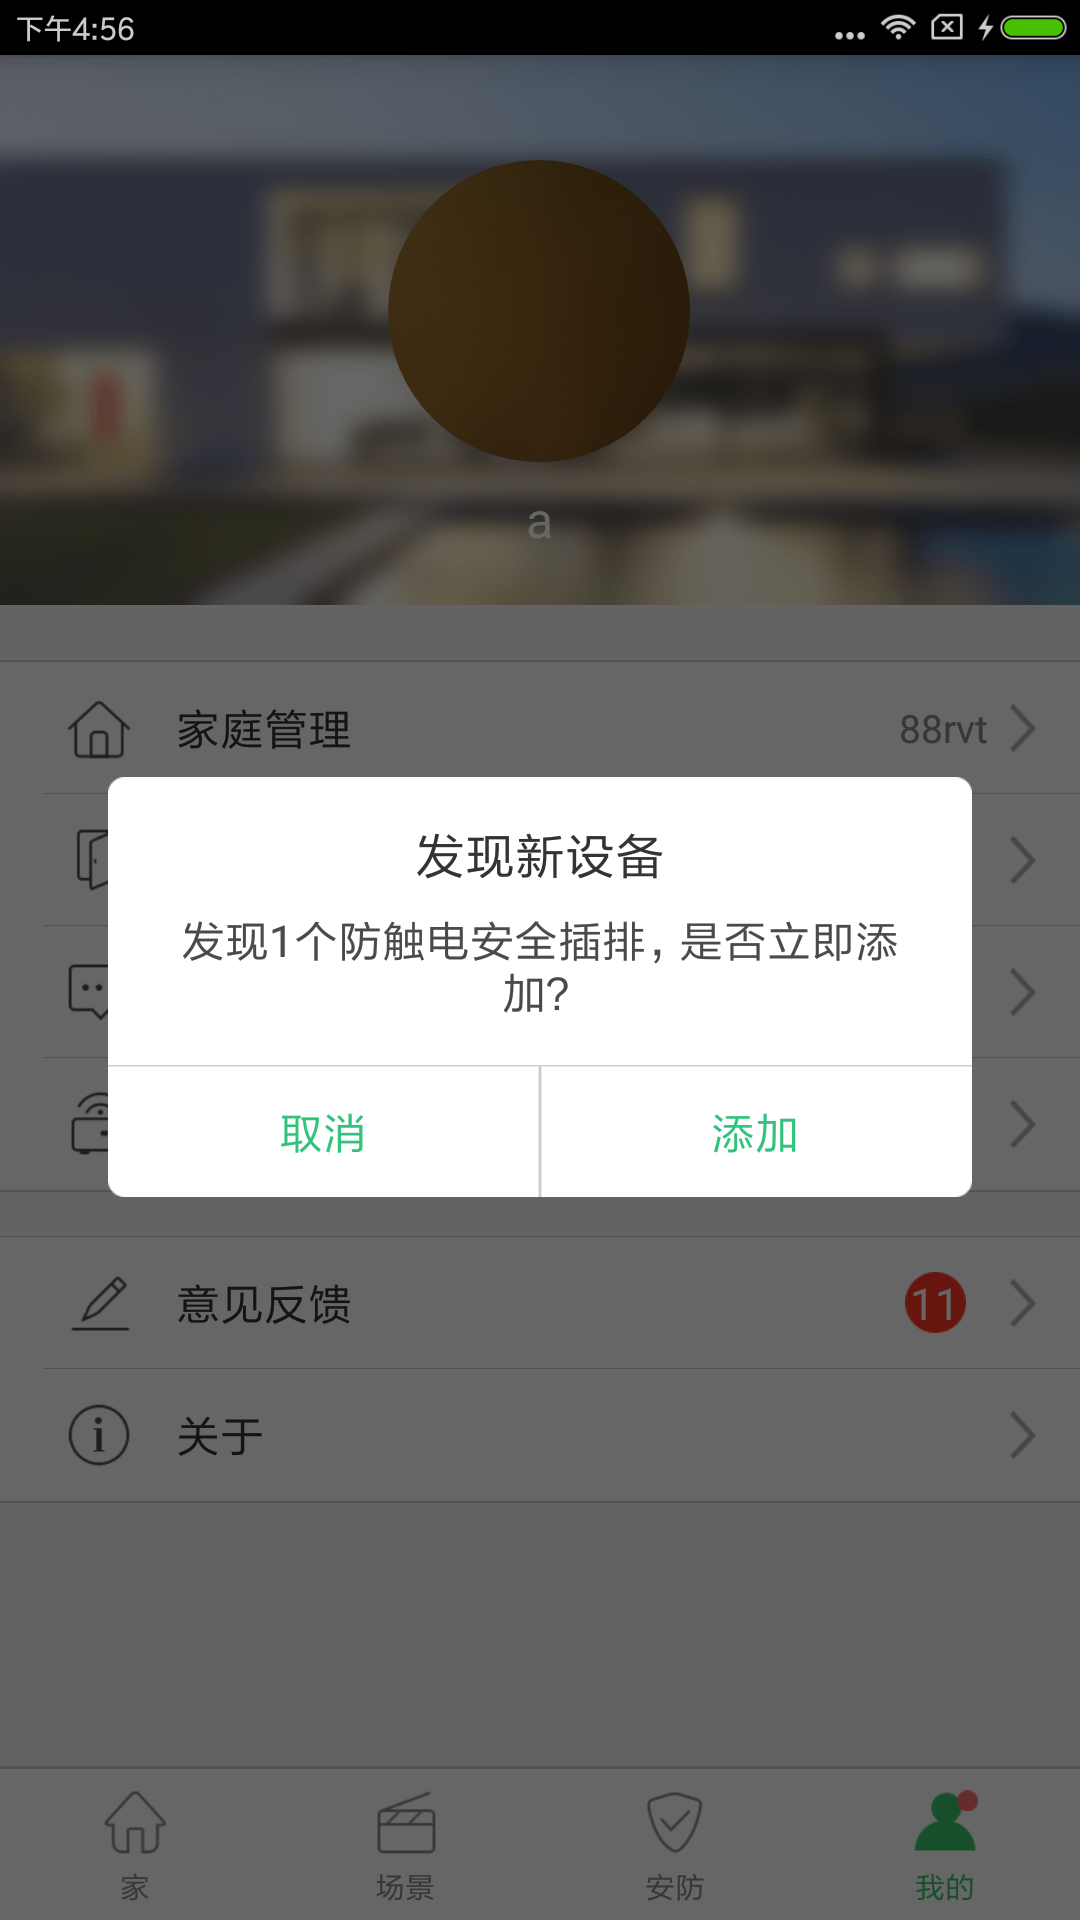 下午4:56
a
家庭管理
88rvt
发现新设备
发现1个防触电安全插排，是否立即添
加?
取消
添加
意见反馈
11
关于
家
场景
安防
我的